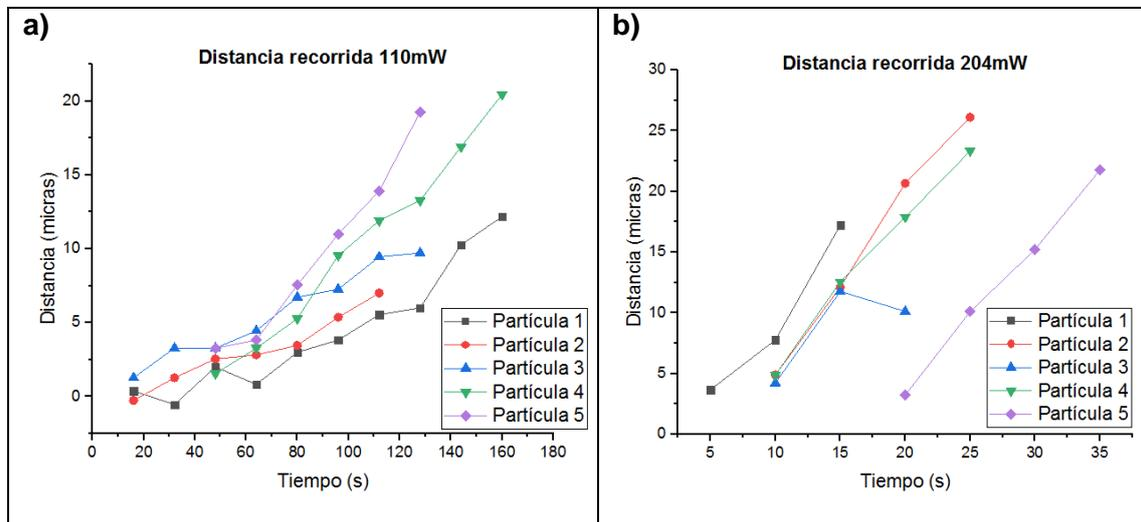 a)
Distancia recorrida 110mW
Distancia (micras)
20
15
10
5
0
0 20 40 60 80 100 120 140 160 180
Tiempo (s)
Partícula 1
Partícula 2
Partícula 3
Partícula 4
Partícula 5
b)
Distancia recorrida 204mW
Distancia (micras)
30
25
20
15
10
5
0
5 10 15 20 25 30 35
Tiempo (s)
Partícula 1
Partícula 2
Partícula 3
Partícula 4
Partícula 5